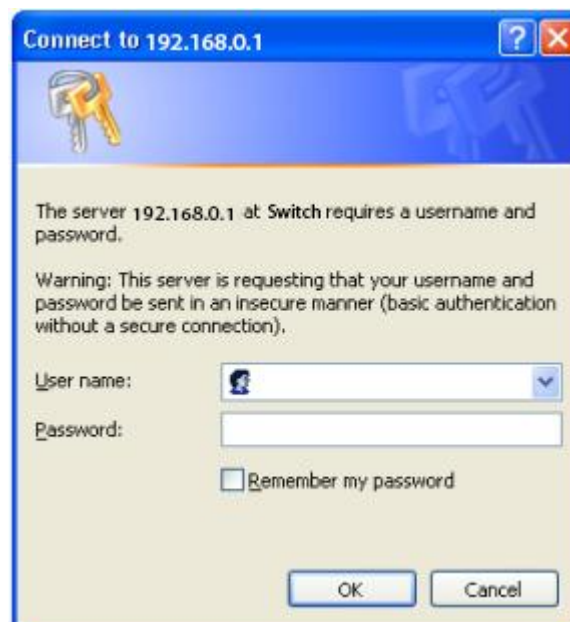 Connect to 192.168.0.1
?
The server 192.168.0.1 at Switch requires a username and
password.
Warning: This server is requesting that your username and
password be sent in an insecure manner (basic authentication
without a secure connection).
User name:
Password:
Remember my password
OK Cancel